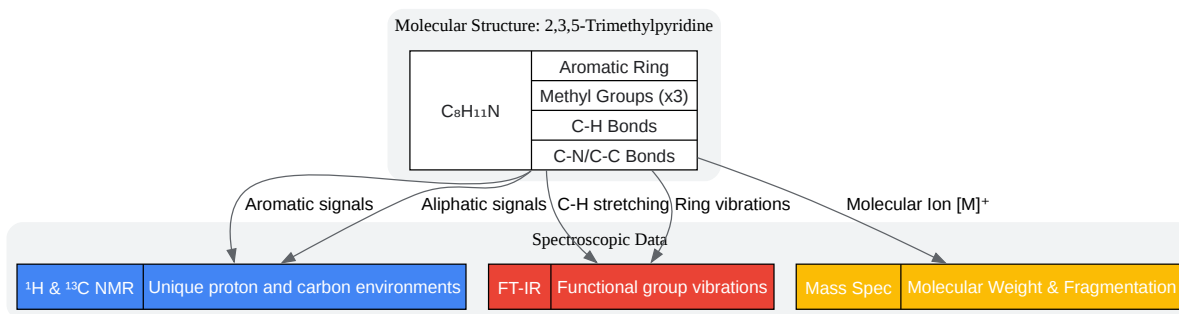 Molecular Structure: 2,3,5-Trimethylpyridine
C₈H₁₁N
Aromatic Ring
Methyl Groups (x3)
C-H Bonds
C-N/C-C Bonds
Aromatic signals
Aliphatic signals
C-H stretching
Ring vibrations
Molecular Ion [M]⁺
Spectroscopic Data
¹H & ¹³C NMR
Unique proton and carbon environments
FT-IR
Functional group vibrations
Mass Spec
Molecular Weight & Fragmentation